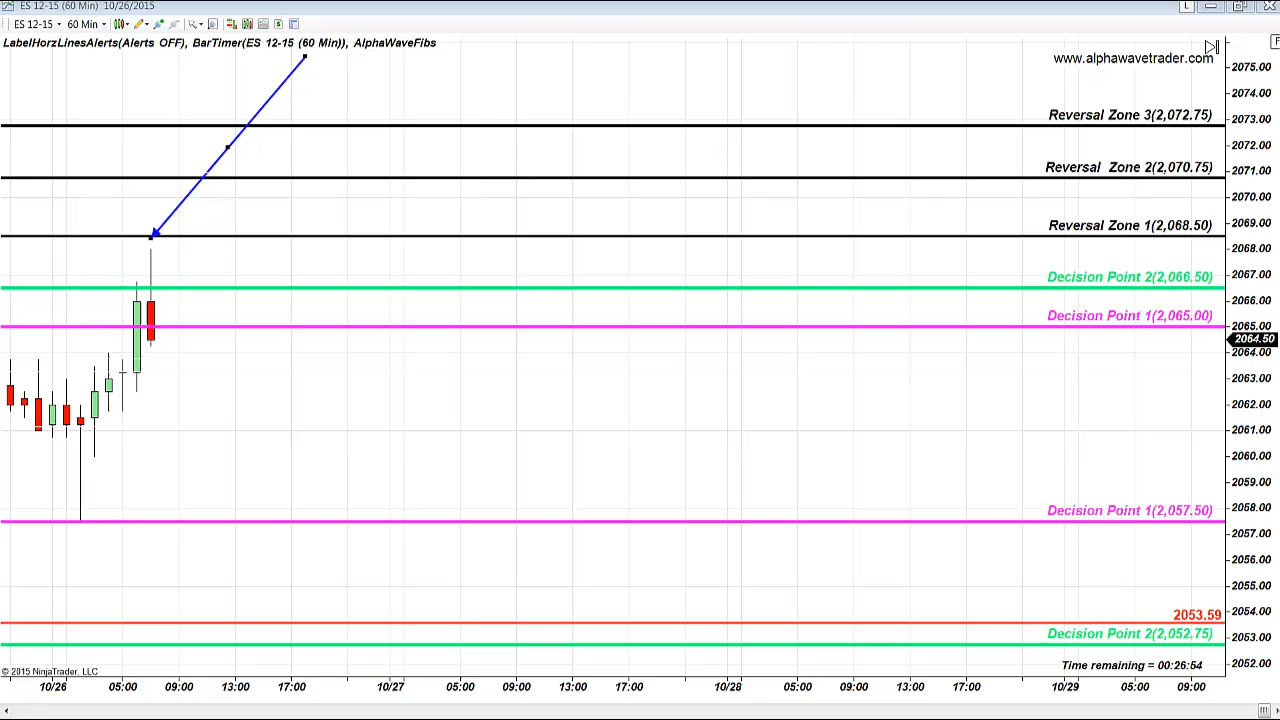 ES 12-15 (60 Min)  10/26/2015
L
ES 12-15 60 Min
LabelHorzLinesAlerts(Alerts OFF), BarTimer(ES 12-15 (60 Min)), AlphaWaveFibs
F
www.alphawavetrader.com
2075.00
2074.00
Reversal Zone 3(2,072.75)
2073.00
2072.00
Reversal  Zone 2(2,070.75)
2071.00
2070.00
Reversal Zone 1(2,068.50)
2069.00
2068.00
Decision Point 2(2,066.50)
2067.00
2066.00
Decision Point 1(2,065.00)
2065.00
2064.50
2064.00
2063.00
2062.00
2061.00
2060.00
2059.00
Decision Point 1(2,057.50)
2058.00
2057.00
2056.00
2055.00
2054.00
2053.59
Decision Point 2(2,052.75)
2053.00
2052.00
© 2015 NinjaTrader, LLC
Time remaining = 00:26:54
10/26 05:00 09:00 13:00 17:00 10/27 05:00 09:00 13:00 17:00 10/28 05:00 09:00 13:00 17:00 10/29 05:00 09:00